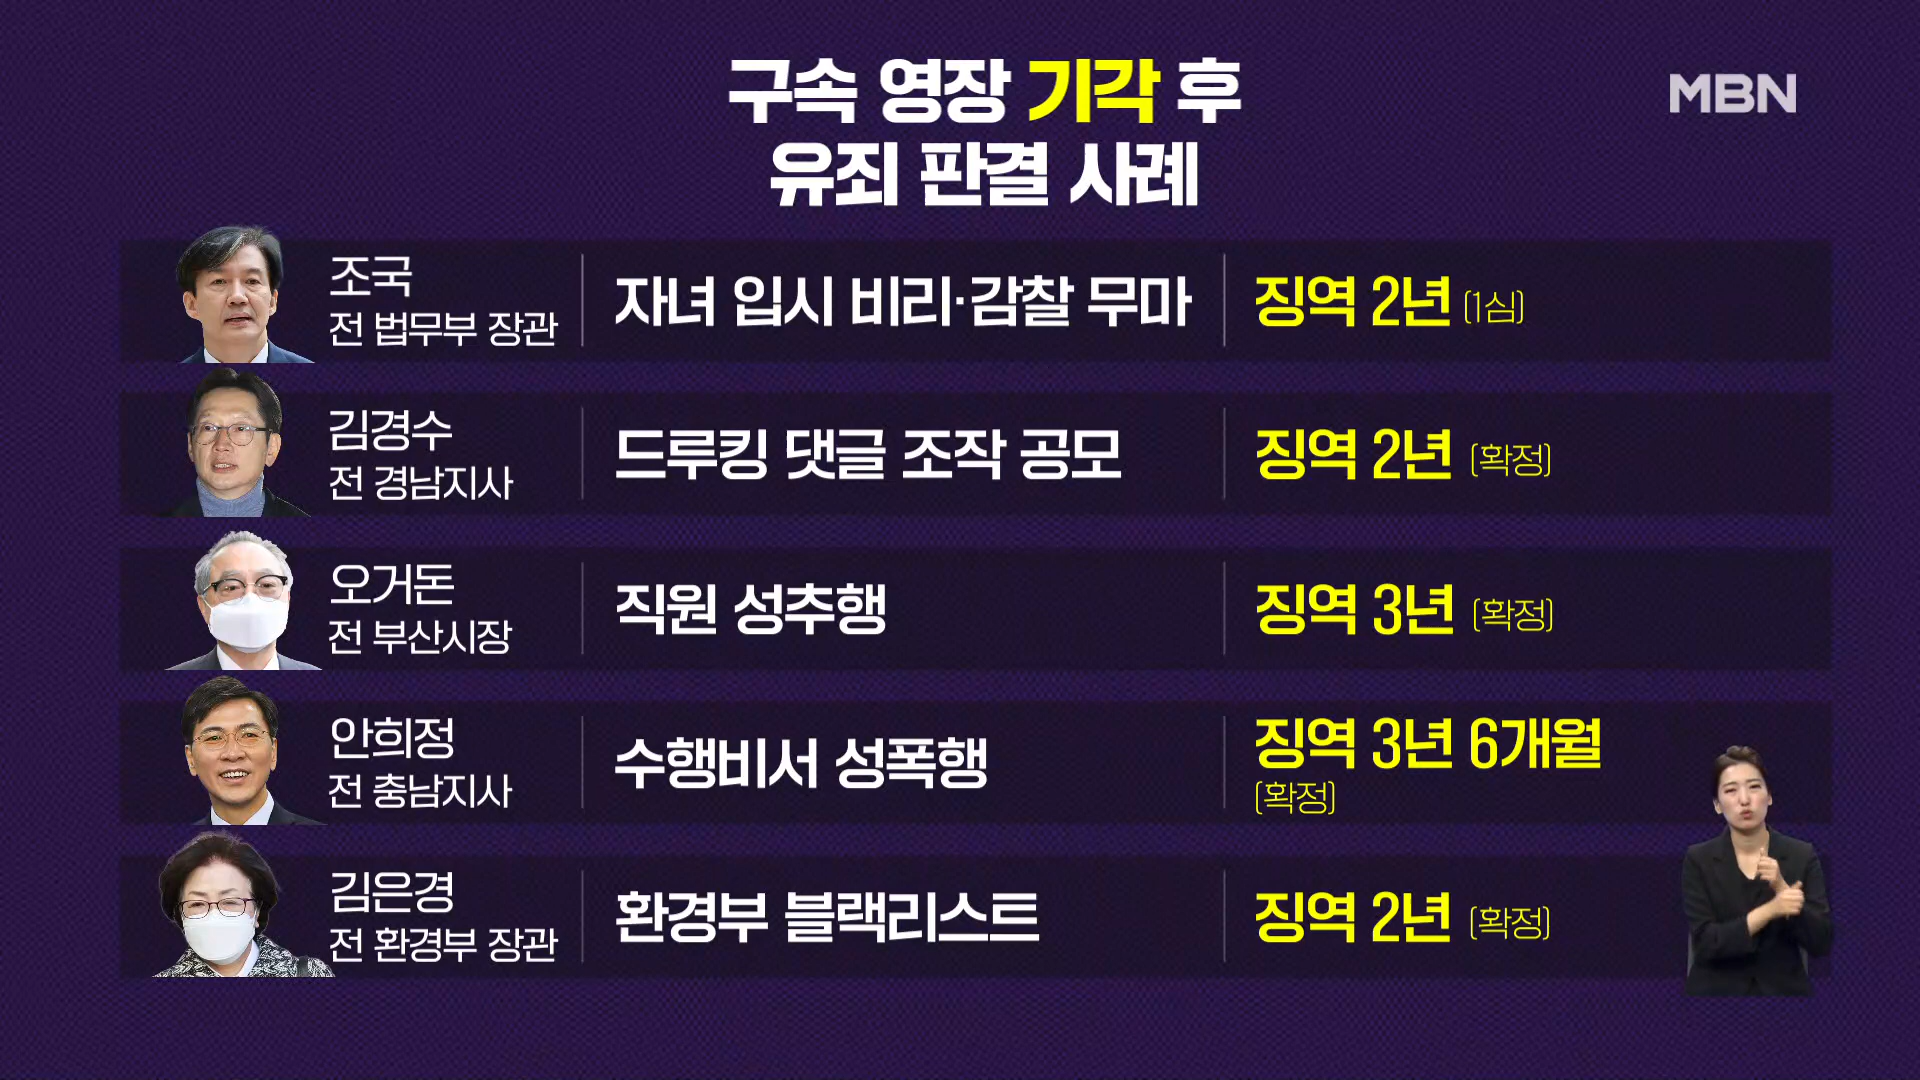 구속 영장 기각 후
유죄 판결 사례
MBN
조국
전 법무부 장관
자녀 입시 비리·감찰 무마
징역 2년 (1심)
김경수
전 경남지사
드루킹 댓글 조작 공모
징역 2년 (확정)
오거돈
전 부산시장
직원 성추행
징역 3년 (확정)
안희정
전 충남지사
수행비서 성폭행
징역 3년 6개월
(확정)
김은경
전 환경부 장관
환경부 블랙리스트
징역 2년 (확정)